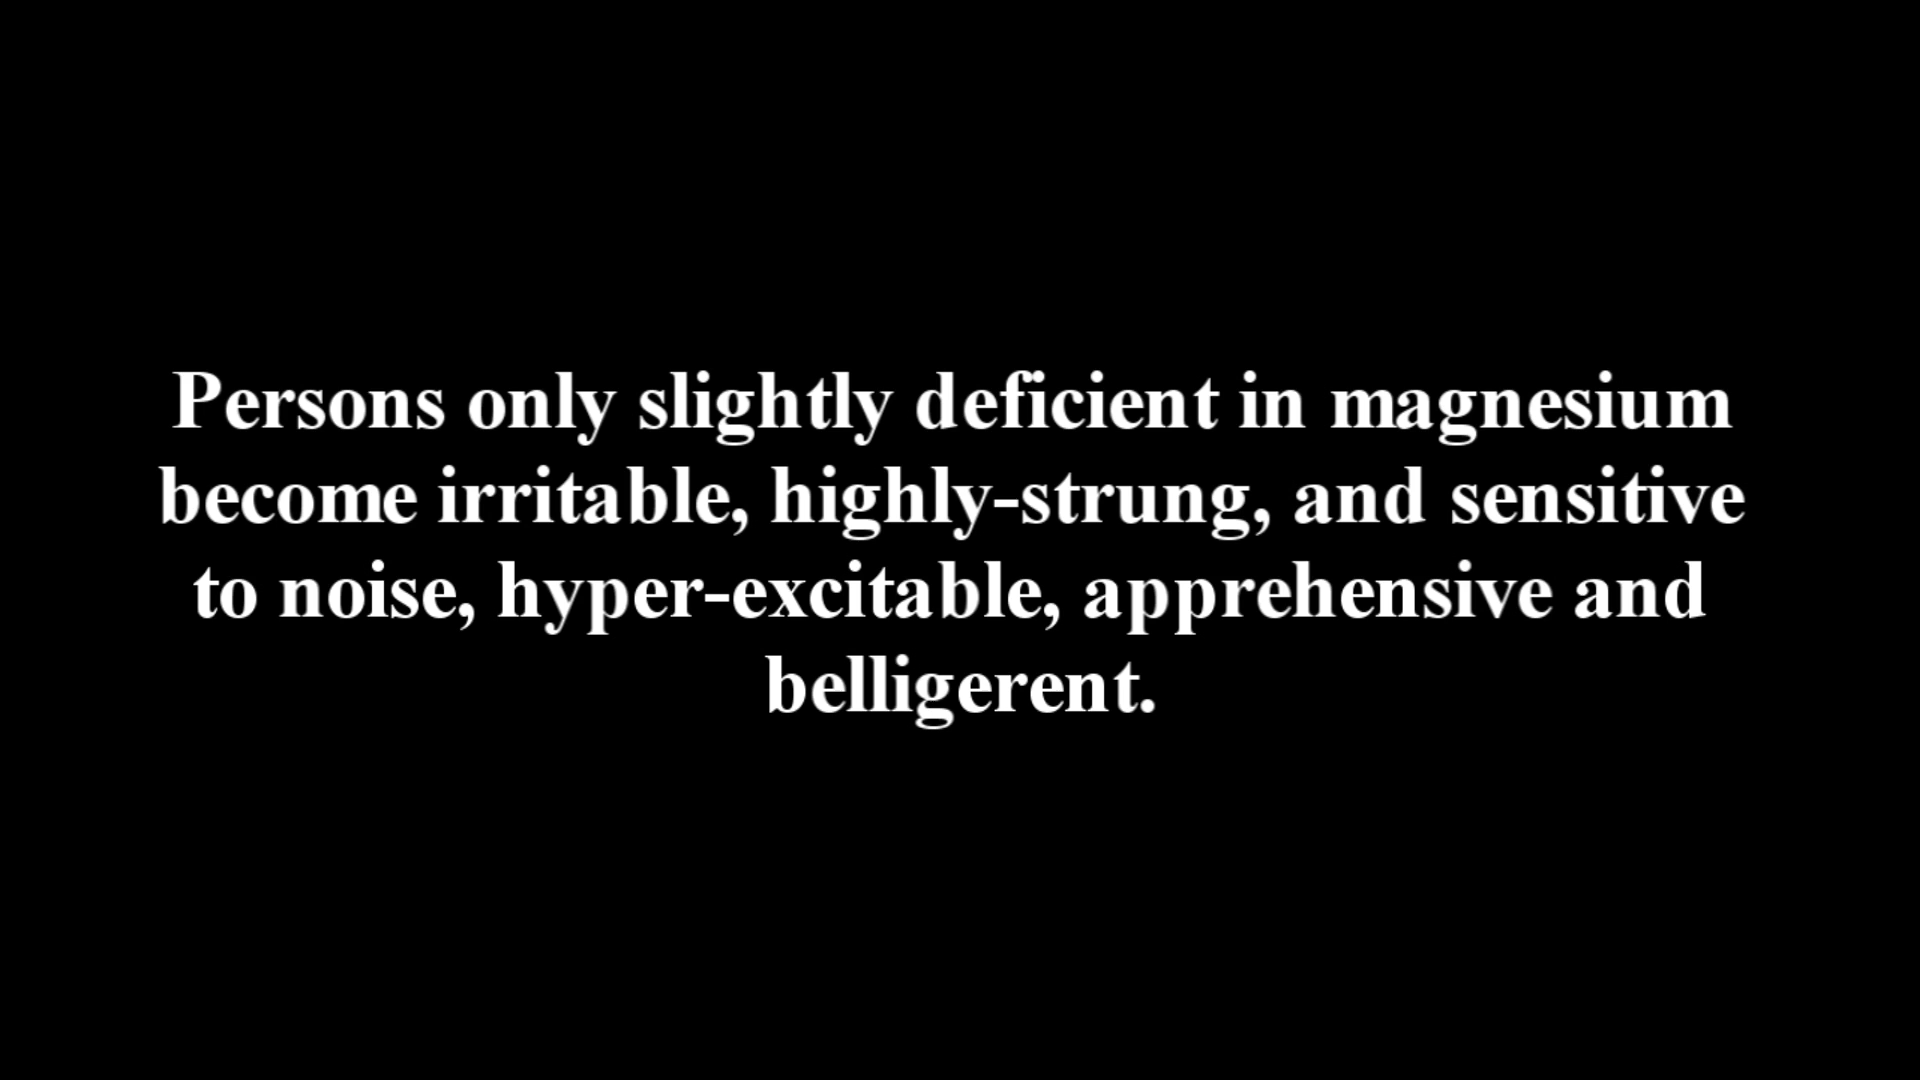 Persons only slightly deficient in magnesium
become irritable, highly-strung, and sensitive
to noise, hyper-excitable, apprehensive and
belligerent.